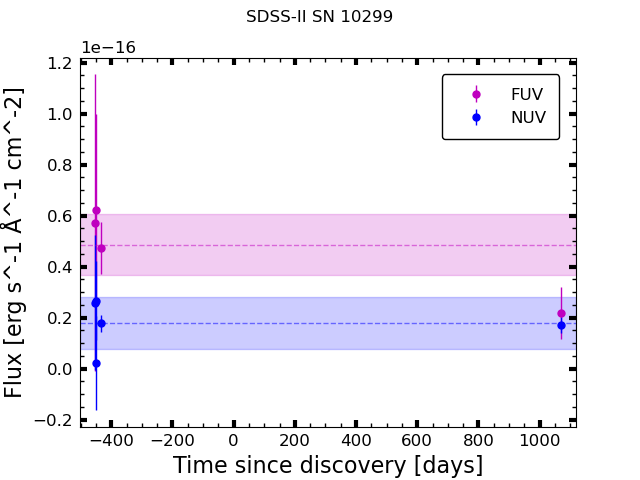 SDSS-II SN 10299
1e−16
1.2
1.0
0.8
0.6
0.4
0.2
0.0
−0.2
Flux [erg s^-1 Å^-1 cm^-2]
FUV
NUV
−400 −200 0 200 400 600 800 1000
Time since discovery [days]